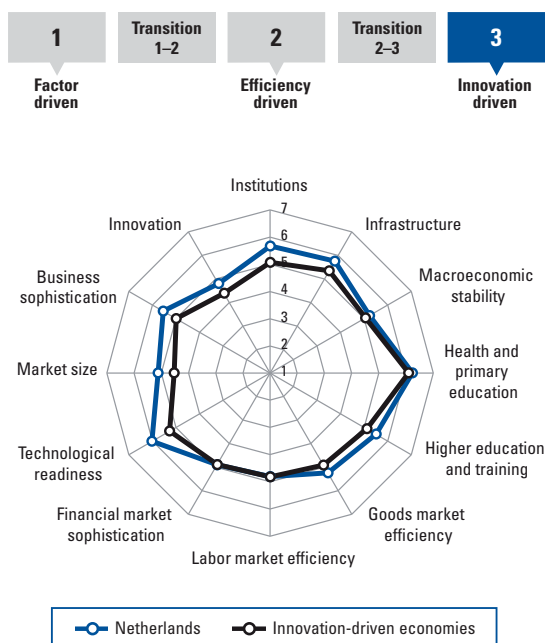 1
Transition
1–2
2
Transition
2–3
3
Factor
driven
Efficiency
driven
Innovation
driven
Institutions
7
Innovation
6
Infrastructure
5
Business
sophistication
4
Macroeconomic
stability
3
2
Market size
1
Health and
primary
education
Technological
readiness
Higher education
and training
Financial market
sophistication
Goods market
efficiency
Labor market efficiency
Netherlands
Innovation-driven economies